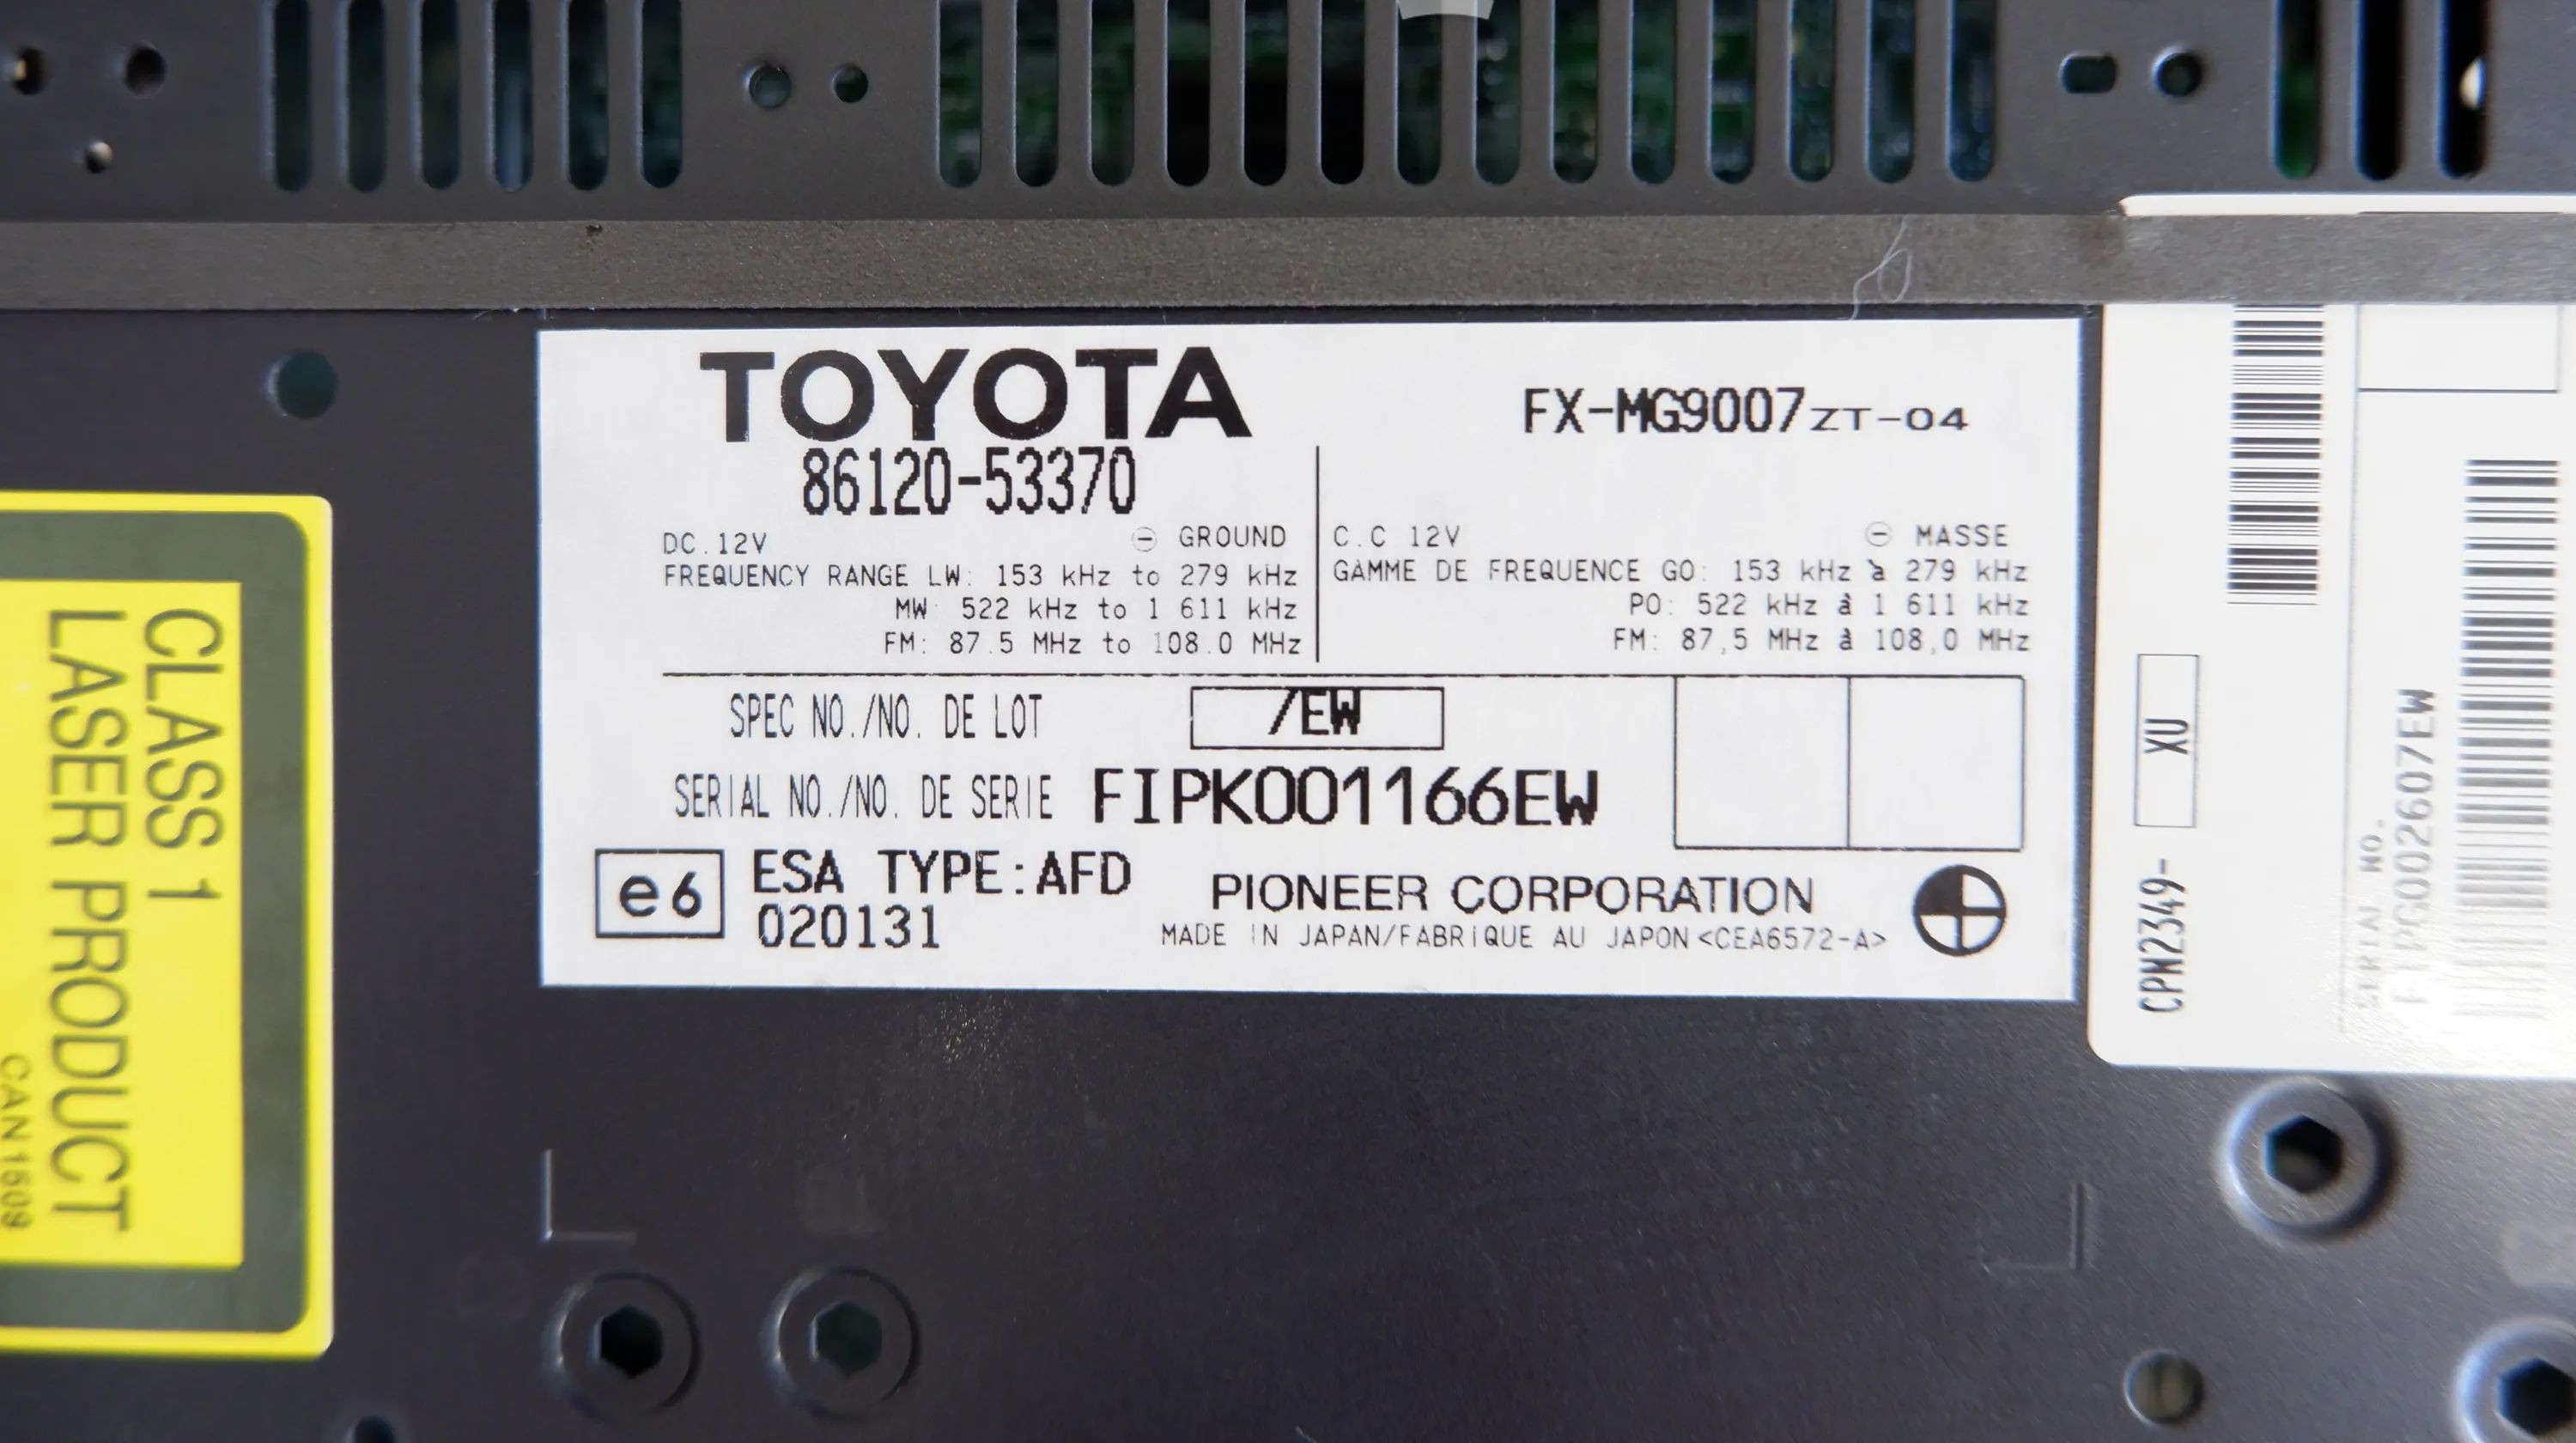 TOYOTA
86120-53370
FX-MG9007ZT-04
DC.12V ⊖ GROUND
FREQUENCY RANGE LW: 153 kHz to 279 kHz
MW: 522 kHz to 1 611 kHz
FM: 87.5 MHz to 108.0 MHz
C.C 12V ⊖ MASSE
GAMME DE FREQUENCE GO: 153 kHz à 279 kHz
PO: 522 kHz à 1 611 kHz
FM: 87,5 MHz à 108,0 MHz
SPEC NO./NO. DE LOT /EW
SERIAL NO./NO. DE SERIE FIPK001166EW
e6
ESA TYPE:AFD
020131
PIONEER CORPORATION
MADE IN JAPAN/FABRIQUE AU JAPON <CEA6572-A>
CLASS 1
LASER PRODUCT
CAN1609
CPN2349- XU
SERIAL NO.
FIPG002607EW